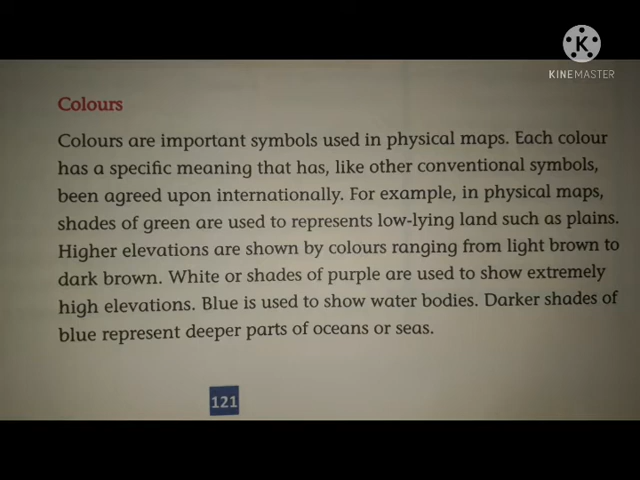 K
KINEMASTER
Colours
Colours are important symbols used in physical maps. Each colour
has a specific meaning that has, like other conventional symbols,
been agreed upon internationally. For example, in physical maps,
shades of green are used to represents low-lying land such as plains.
Higher elevations are shown by colours ranging from light brown to
dark brown. White or shades of purple are used to show extremely
high elevations. Blue is used to show water bodies. Darker shades of
blue represent deeper parts of oceans or seas.
121